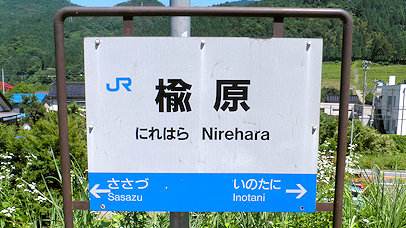 JR 楡原
にれはら Nirehara
← ささづ いのたに →
Sasazu Inotani